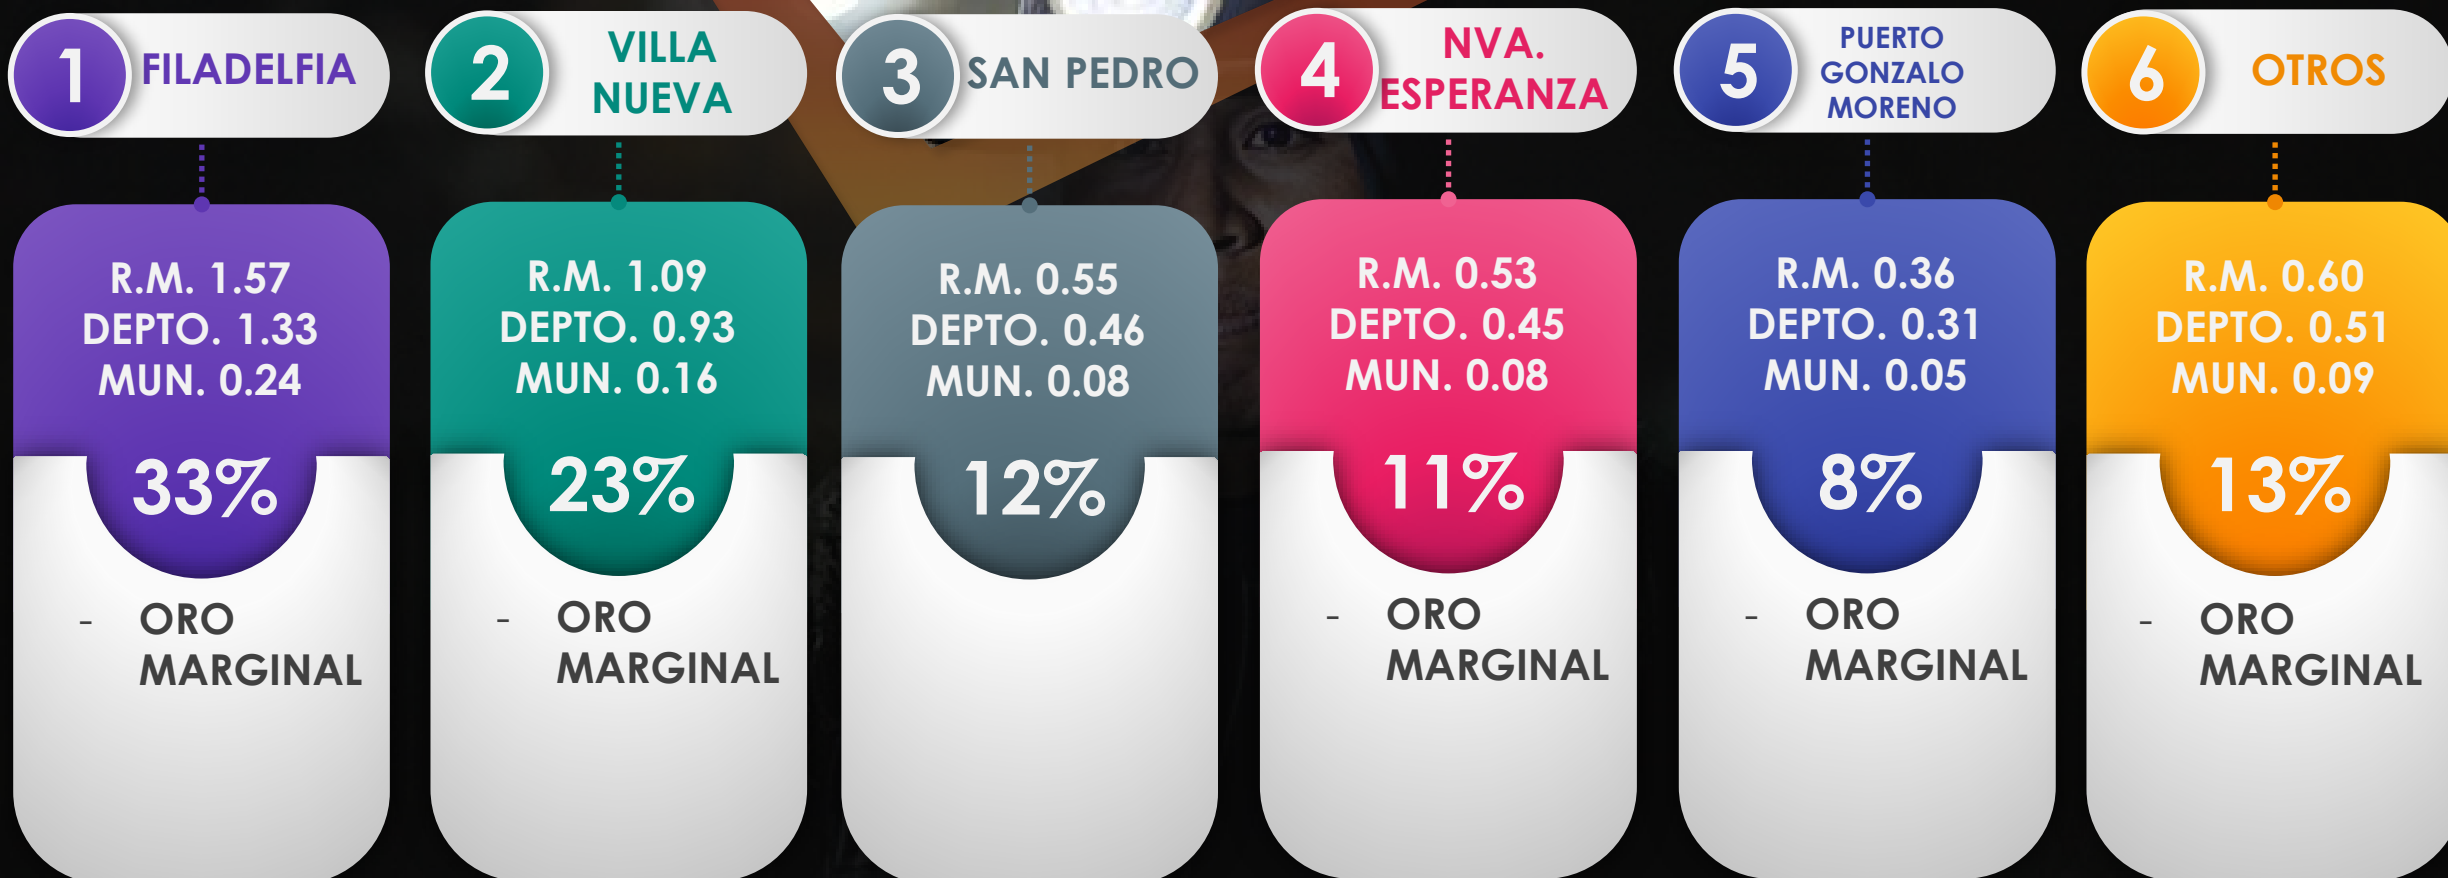 1
FILADELFIA
R.M. 1.57
DEPTO. 1.33
MUN. 0.24
33%
- ORO
MARGINAL
2
VILLA
NUEVA
R.M. 1.09
DEPTO. 0.93
MUN. 0.16
23%
- ORO
MARGINAL
3
SAN PEDRO
R.M. 0.55
DEPTO. 0.46
MUN. 0.08
12%
4
NVA.
ESPERANZA
R.M. 0.53
DEPTO. 0.45
MUN. 0.08
11%
- ORO
MARGINAL
5
PUERTO
GONZALO
MORENO
R.M. 0.36
DEPTO. 0.31
MUN. 0.05
8%
- ORO
MARGINAL
6
OTROS
R.M. 0.60
DEPTO. 0.51
MUN. 0.09
13%
- ORO
MARGINAL